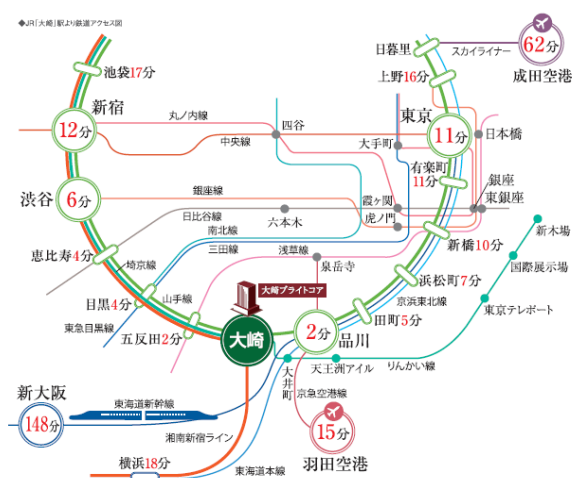 ◆JR「大崎」駅より鉄道アクセス図
日暮里
スカイライナー
62分
成田空港
池袋17分
上野16分
新宿
12分
丸ノ内線
中央線
四谷
東京
11分
大手町
日本橋
有楽町
11分
渋谷
6分
銀座線
日比谷線
六本木
霞ヶ関
虎ノ門
銀座
東銀座
南北線
三田線
浅草線
泉岳寺
新橋10分
新木場
国際展示場
東京テレポート
恵比寿4分
埼京線
目黒4分
山手線
東急目黒線
五反田2分
大崎ブライトコア
大崎
2分
品川
浜松町7分
京浜東北線
田町5分
大井町
天王洲アイル
りんかい線
新大阪
148分
東海道新幹線
湘南新宿ライン
京急空港線
15分
羽田空港
横浜18分
東海道本線